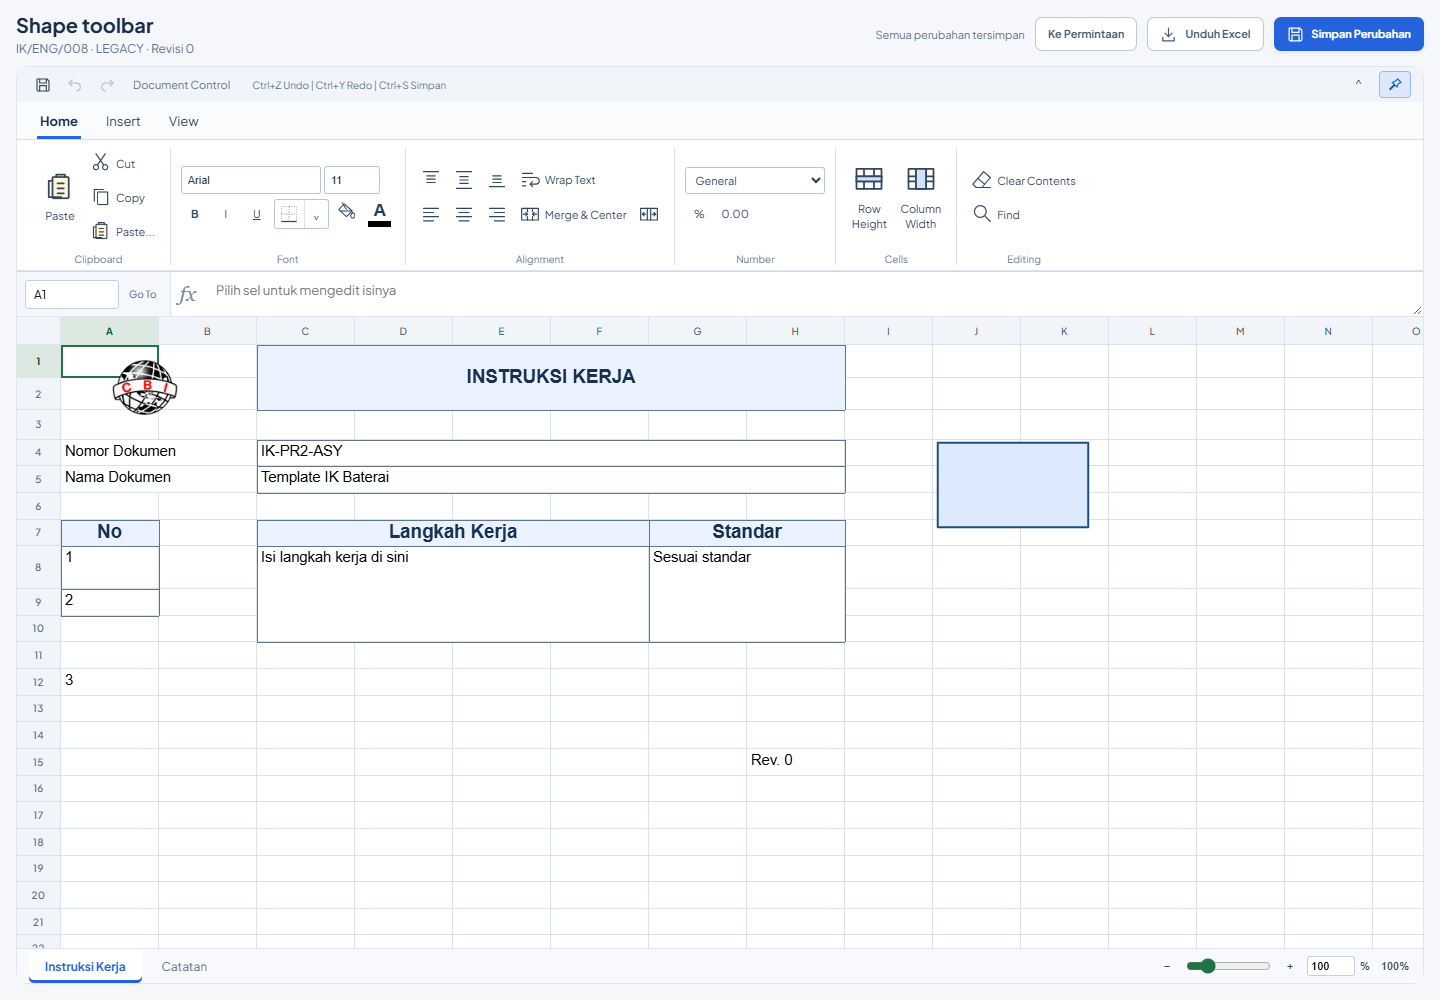 Shape toolbar
IK/ENG/008 · LEGACY · Revisi 0
Semua perubahan tersimpan
Ke Permintaan
Unduh Excel
Simpan Perubahan
Document Control
Ctrl+Z Undo | Ctrl+Y Redo | Ctrl+S Simpan
Home
Insert
View
Paste
Cut
Copy
Paste...
Clipboard
Arial
11
B
I
U
A
Font
Wrap Text
Merge & Center
Alignment
General
%
0.00
Number
Row Height
Column Width
Cells
Clear Contents
Find
Editing
A1
Go To
fx
Pilih sel untuk mengedit isinya
A B C D E F G H I J K L M N O
1
CBI
INSTRUKSI KERJA
2
3
4 Nomor Dokumen IK-PR2-ASY
5 Nama Dokumen Template IK Baterai
6
7 No Langkah Kerja Standar
8 1 Isi langkah kerja di sini Sesuai standar
9 2
10
11
12 3
13
14
15 Rev. 0
16
17
18
19
20
21
22
Instruksi Kerja
Catatan
−
+
100
%
100%